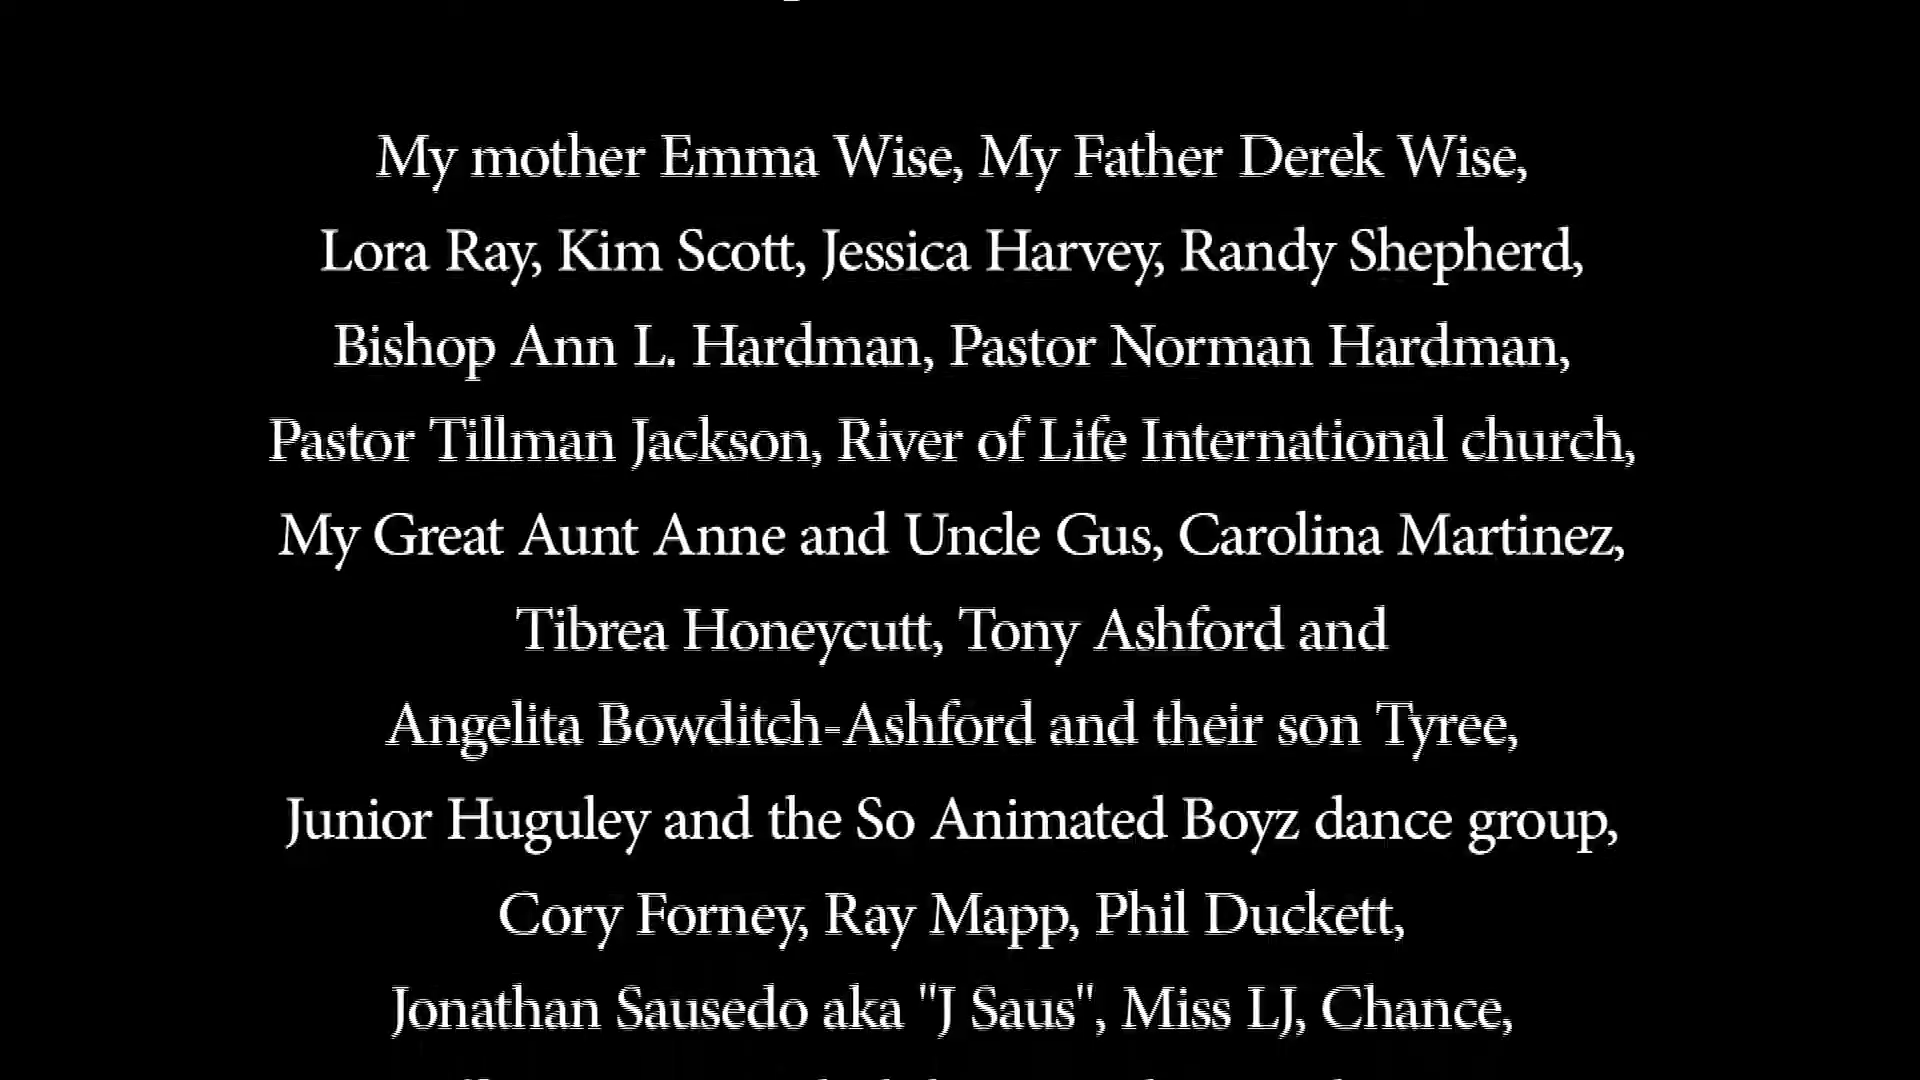 My mother Emma Wise, My Father Derek Wise,
Lora Ray, Kim Scott, Jessica Harvey, Randy Shepherd,
Bishop Ann L. Hardman, Pastor Norman Hardman,
Pastor Tillman Jackson, River of Life International church,
My Great Aunt Anne and Uncle Gus, Carolina Martinez,
Tibrea Honeycutt, Tony Ashford and
Angelita Bowditch-Ashford and their son Tyree,
Junior Huguley and the So Animated Boyz dance group,
Cory Forney, Ray Mapp, Phil Duckett,
Jonathan Sausedo aka "J Saus", Miss LJ, Chance,